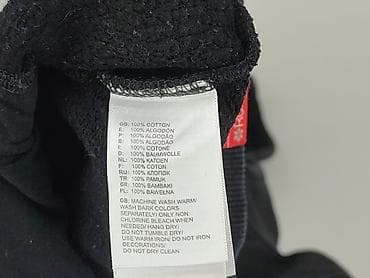 GB: 100% COTTON
E: 100% ALGODÓN
P: 100% ALGODÃO
B: 100% ALGODÃO
I: 100% COTONE
D: 100% BAUMWOLLE
NL: 100% KATOEN
F: 100% COTON
RU: 100% ХЛОПОК
TR: 100% PAMUK
GR: 100% BAMBAKI
PL: 100% BAWEŁNA
GB: MACHINE WASH WARM/
WASH DARK COLORS
SEPARATELY/ ONLY NON
CHLORINE BLEACH WHEN
NEEDED/ HANG DRY/
DO NOT TUMBLE DRY/
USE WARM IRON/ DO NOT IRON
DECORATION/
DO NOT DRY CLEAN